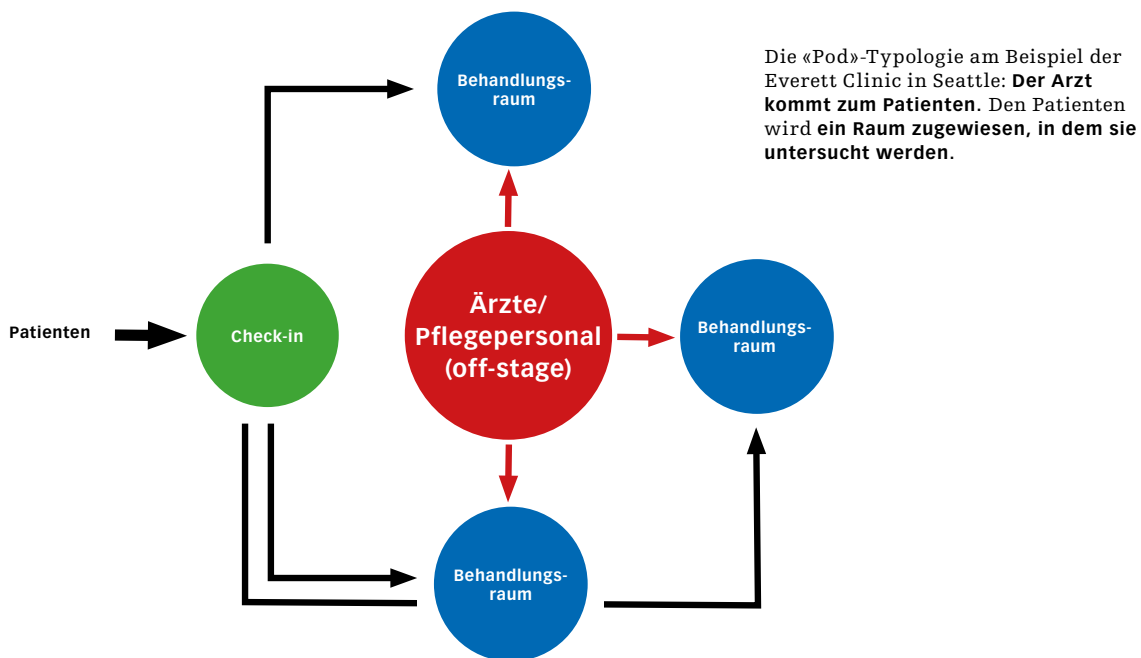 Die «Pod»-Typologie am Beispiel der
Everett Clinic in Seattle: Der Arzt
kommt zum Patienten. Den Patienten
wird ein Raum zugewiesen, in dem sie
untersucht werden.
Behandlungs-
raum
Patienten
Check-in
Ärzte/
Pflegepersonal
(off-stage)
Behandlungs-
raum
Behandlungs-
raum